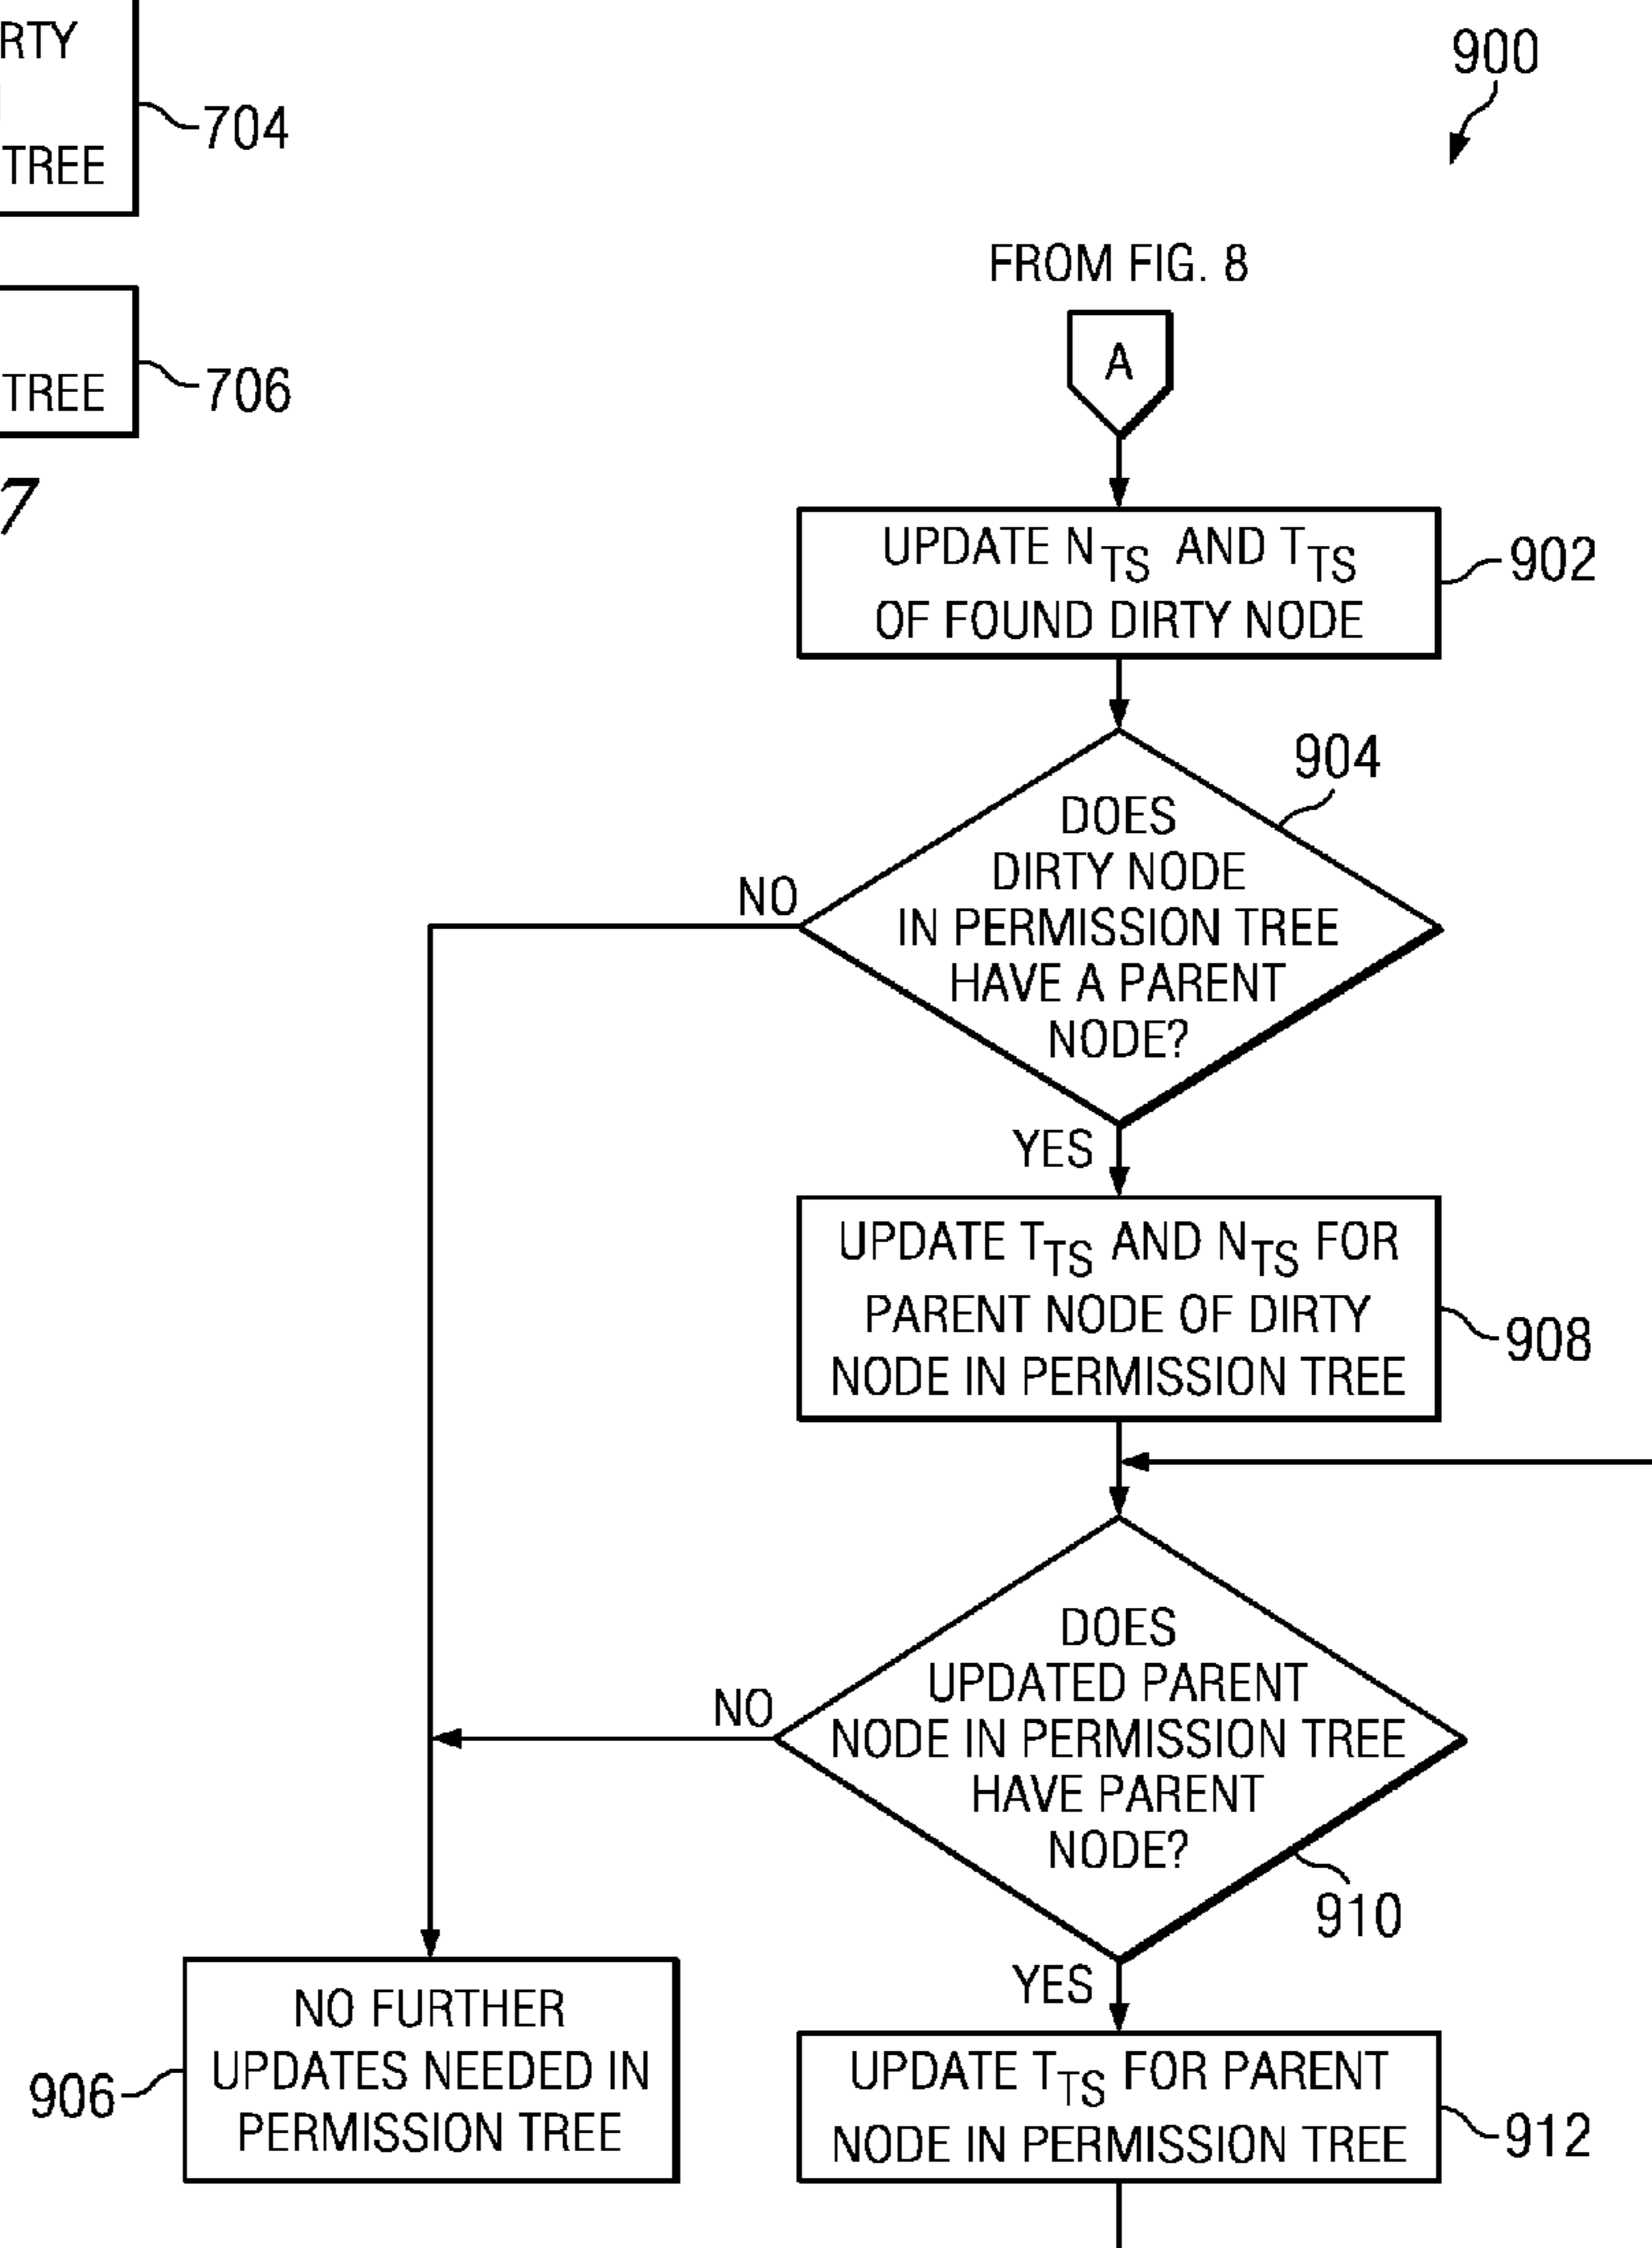 RTY
TREE
704
TREE
706
7
900
FROM FIG. 8
A
UPDATE N_TS AND T_TS
OF FOUND DIRTY NODE
902
904
DOES
DIRTY NODE
IN PERMISSION TREE
HAVE A PARENT
NODE?
NO
YES
UPDATE T_TS AND N_TS FOR
PARENT NODE OF DIRTY
NODE IN PERMISSION TREE
908
DOES
UPDATED PARENT
NODE IN PERMISSION TREE
HAVE PARENT
NODE?
NO
910
YES
NO FURTHER
UPDATES NEEDED IN
PERMISSION TREE
906
UPDATE T_TS FOR PARENT
NODE IN PERMISSION TREE
912